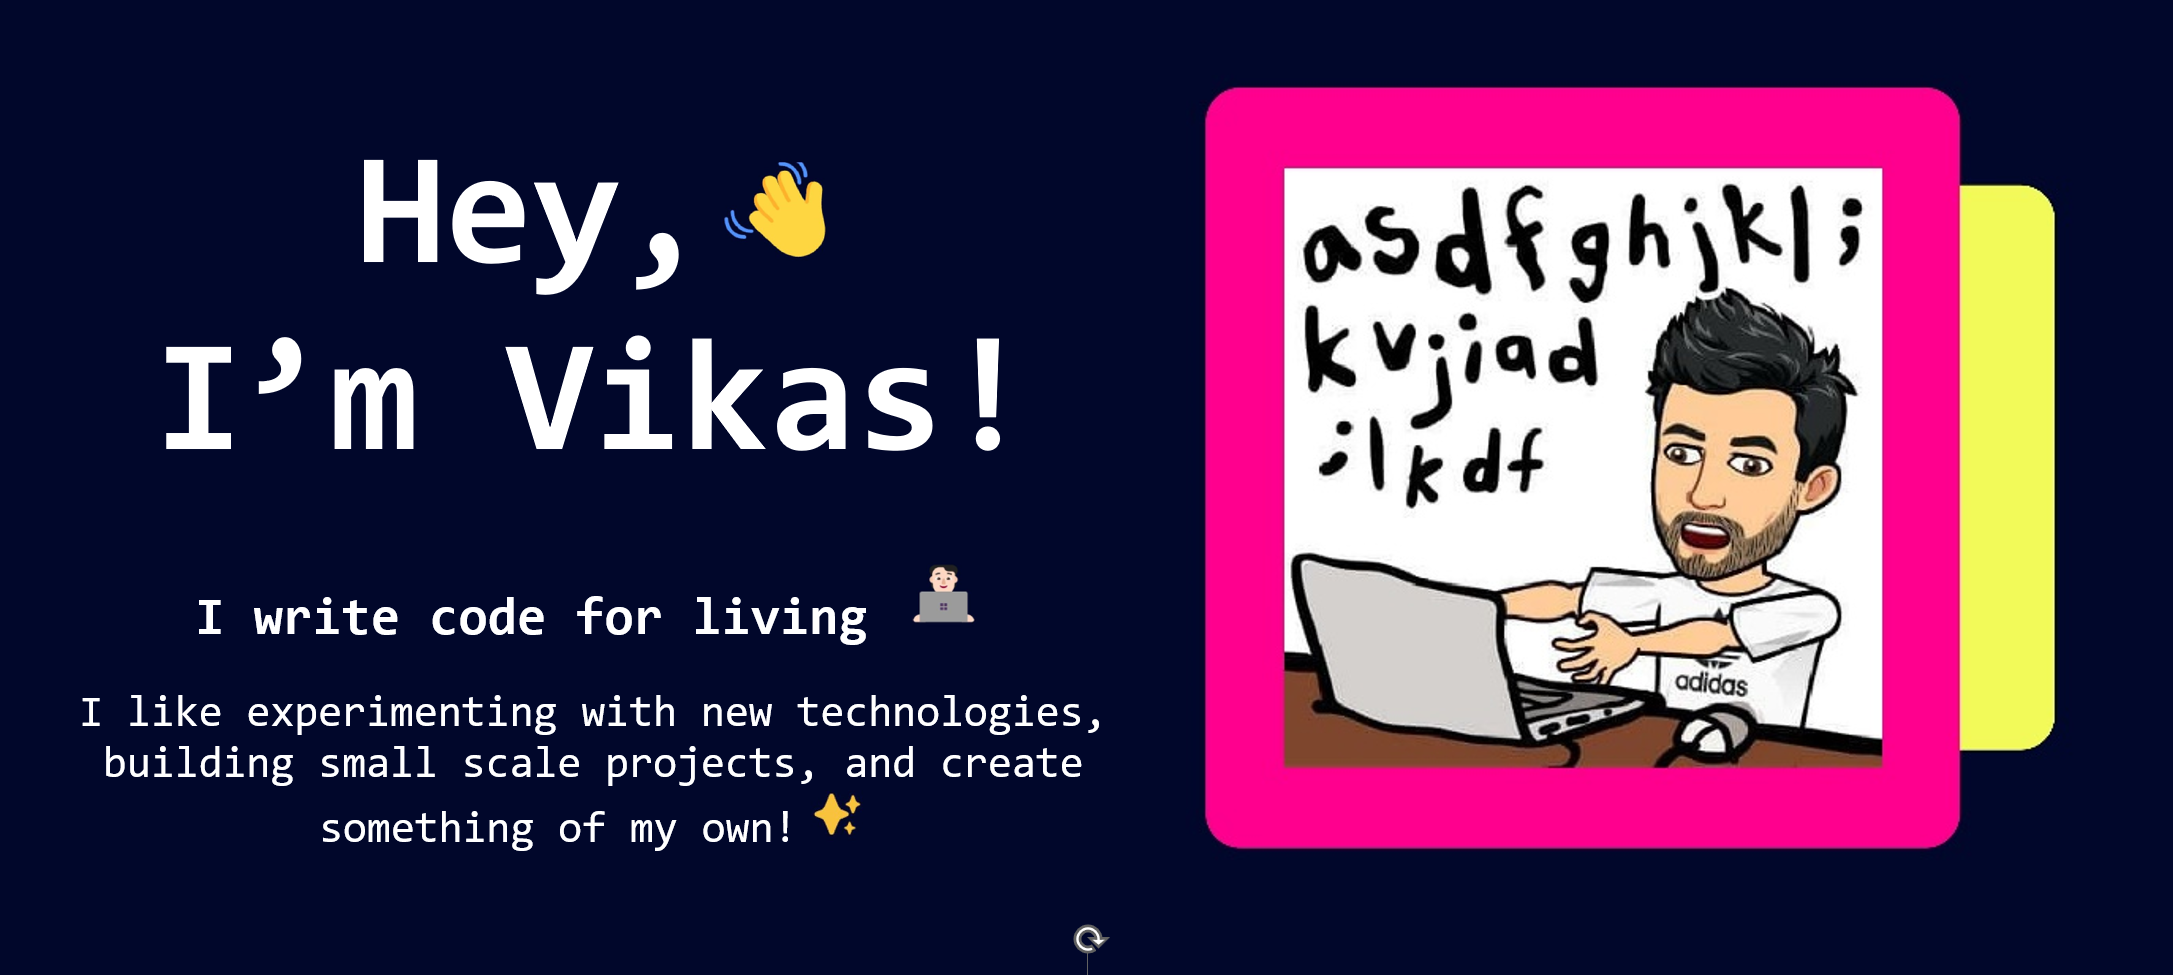 Hey,👋
I’m Vikas!
I write code for living 🧑🏻‍💻
I like experimenting with new technologies,
building small scale projects, and create
something of my own!✨
asdfghjkl;
kvjiad
;lkdf
adidas